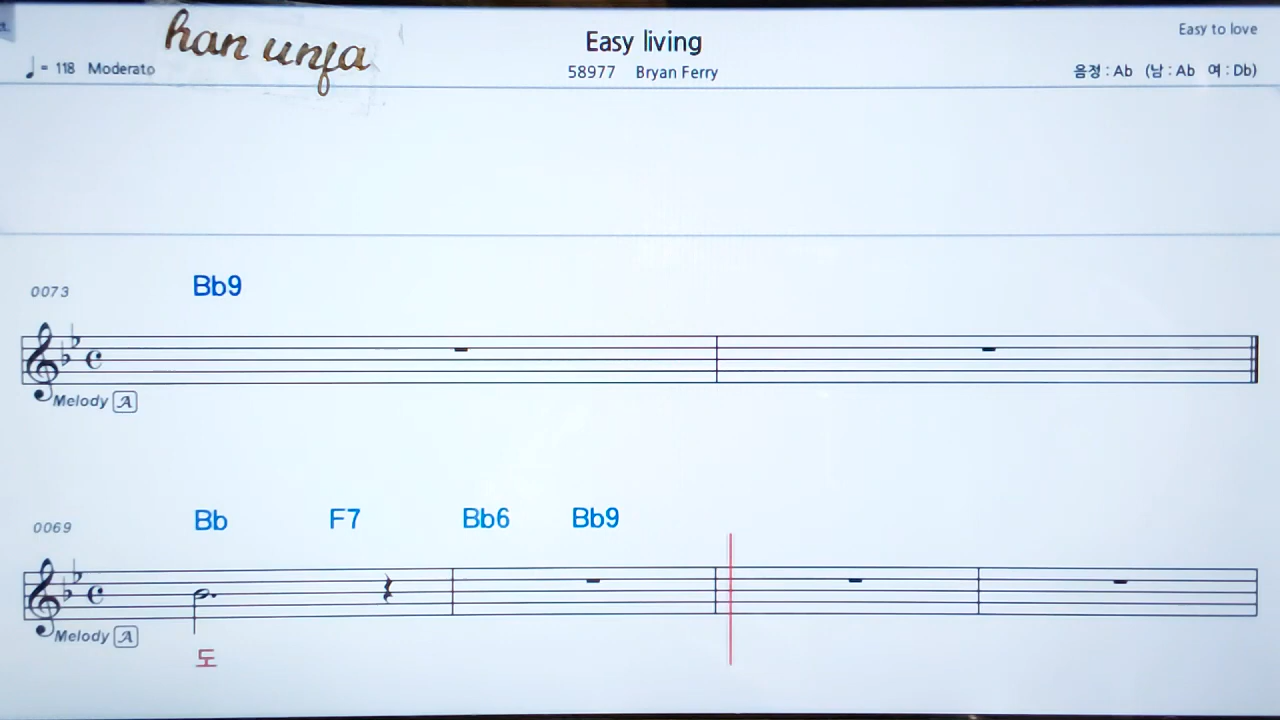 han unfa
Easy living
Easy to love
♩ = 118 Moderato
58977 Bryan Ferry
음정 : Ab (남 : Ab 여 : Db)
0073
Bb9
Melody A
0069
Bb F7 Bb6 Bb9
Melody A
도